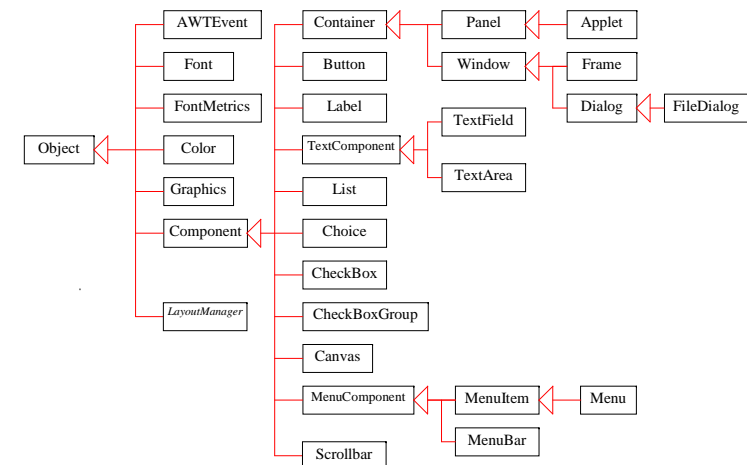 AWTEvent Container Panel Applet
Font Button Window Frame
FontMetrics Label Dialog FileDialog
TextField
Object Color TextComponent
Graphics List TextArea
Component Choice
CheckBox
LayoutManager CheckBoxGroup
Canvas
MenuComponent MenuItem Menu
MenuBar
Scrollbar